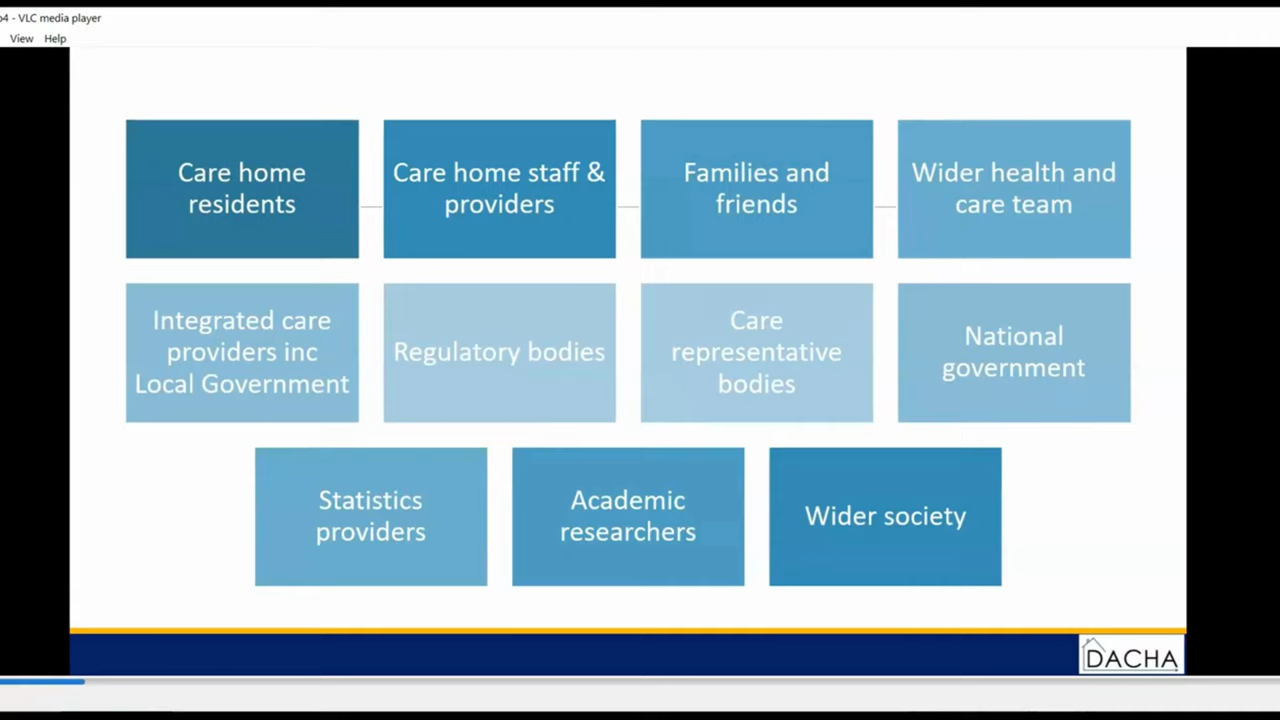 04 - VLC media player
View Help
Care home
residents
Care home staff &
providers
Families and
friends
Wider health and
care team
Integrated care
providers inc
Local Government
Regulatory bodies
Care
representative
bodies
National
government
Statistics
providers
Academic
researchers
Wider society
DACHA